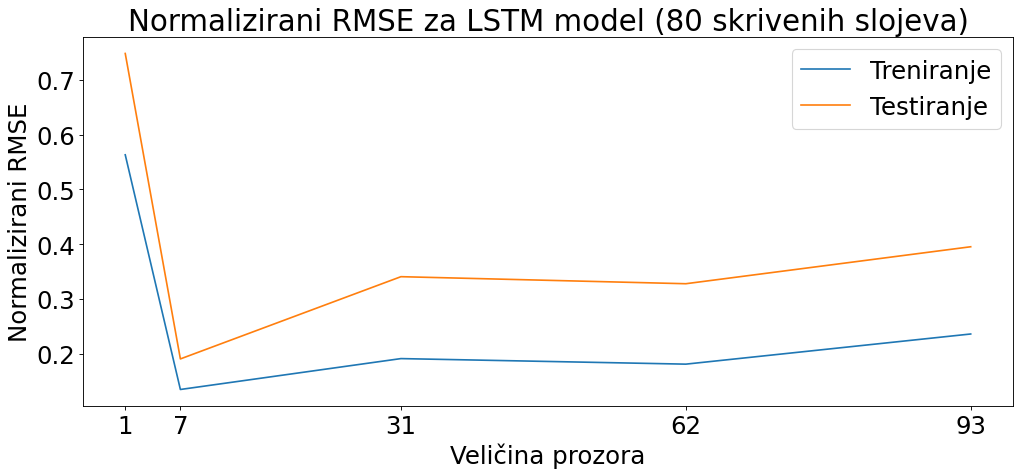 Normalizirani RMSE za LSTM model (80 skrivenih slojeva)
Normalizirani RMSE
0.7
0.6
0.5
0.4
0.3
0.2
Treniranje
Testiranje
1 7 31 62 93
Veličina prozora